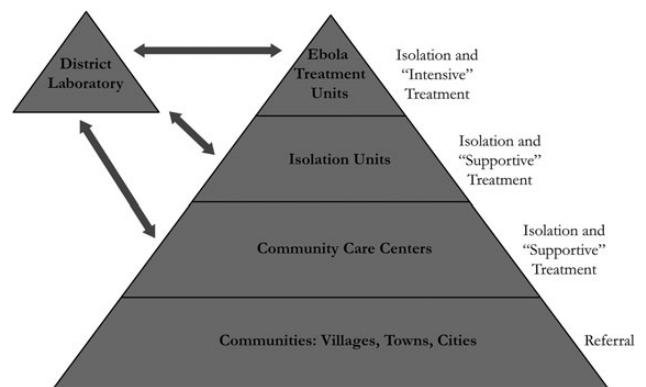 District
Laboratory
Ebola
Treatment
Units
Isolation and
“Intensive”
Treatment
Isolation Units
Isolation and
“Supportive”
Treatment
Community Care Centers
Isolation and
“Supportive”
Treatment
Communities: Villages, Towns, Cities
Referral